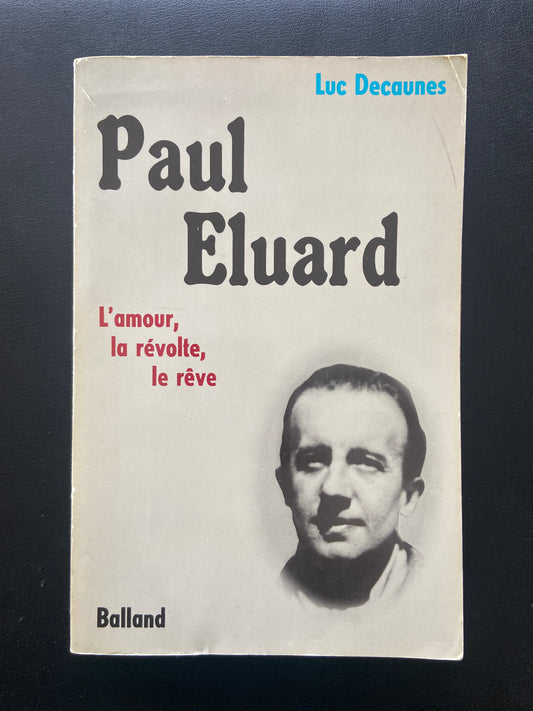 Luc Decaunes
Paul
Eluard
L'amour,
la révolte,
le rêve
Balland